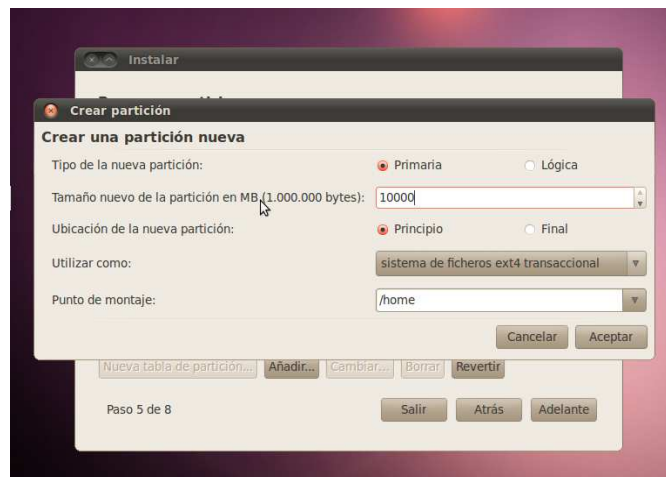 Instalar
Crear partición
Crear una partición nueva
Tipo de la nueva partición: Primaria Lógica
Tamaño nuevo de la partición en MB (1.000.000 bytes): 10000
Ubicación de la nueva partición: Principio Final
Utilizar como: sistema de ficheros ext4 transaccional
Punto de montaje: /home
Cancelar Aceptar
Nueva tabla de partición... Añadir... Cambiar... Borrar Revertir
Paso 5 de 8 Salir Atrás Adelante